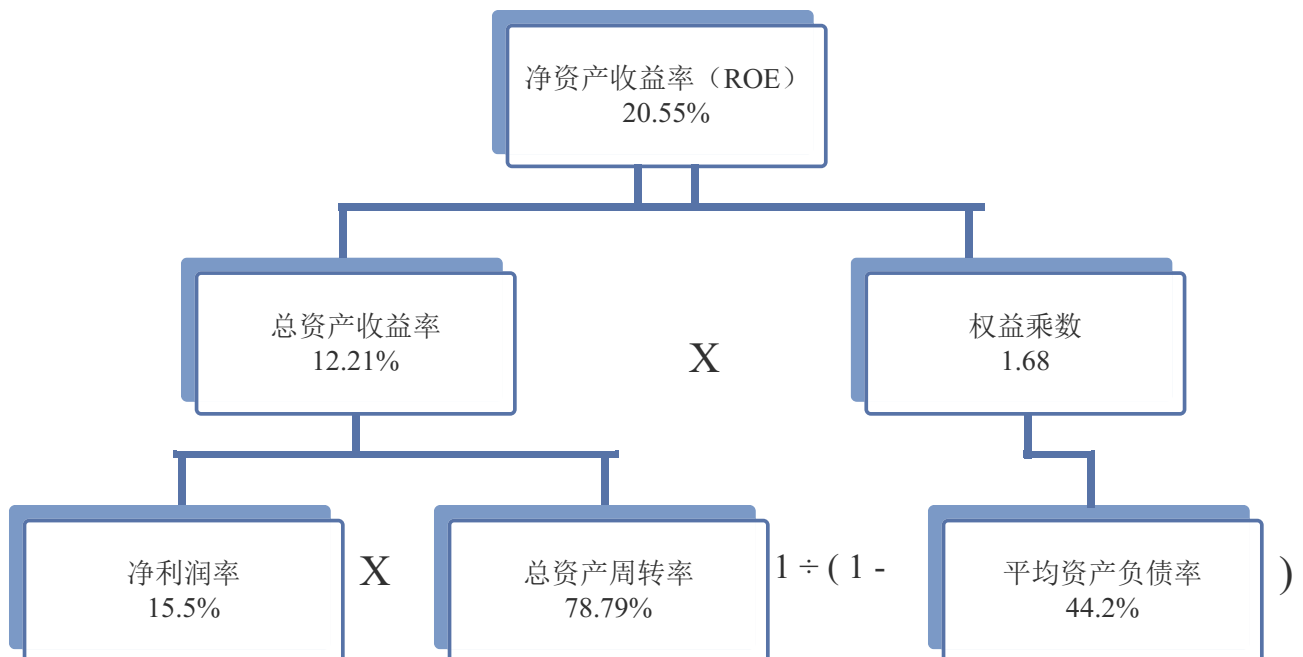 净资产收益率（ROE）
20.55%
总资产收益率
12.21%
X
权益乘数
1.68
净利润率
15.5%
X
总资产周转率
78.79%
1 ÷ ( 1 -
平均资产负债率
44.2%
)